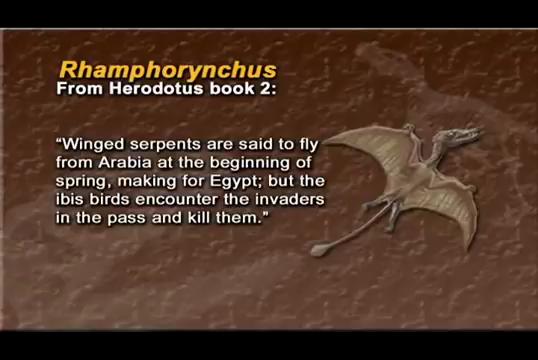 Rhamphorynchus
From Herodotus book 2:
“Winged serpents are said to fly
from Arabia at the beginning of
spring, making for Egypt; but the
ibis birds encounter the invaders
in the pass and kill them.”